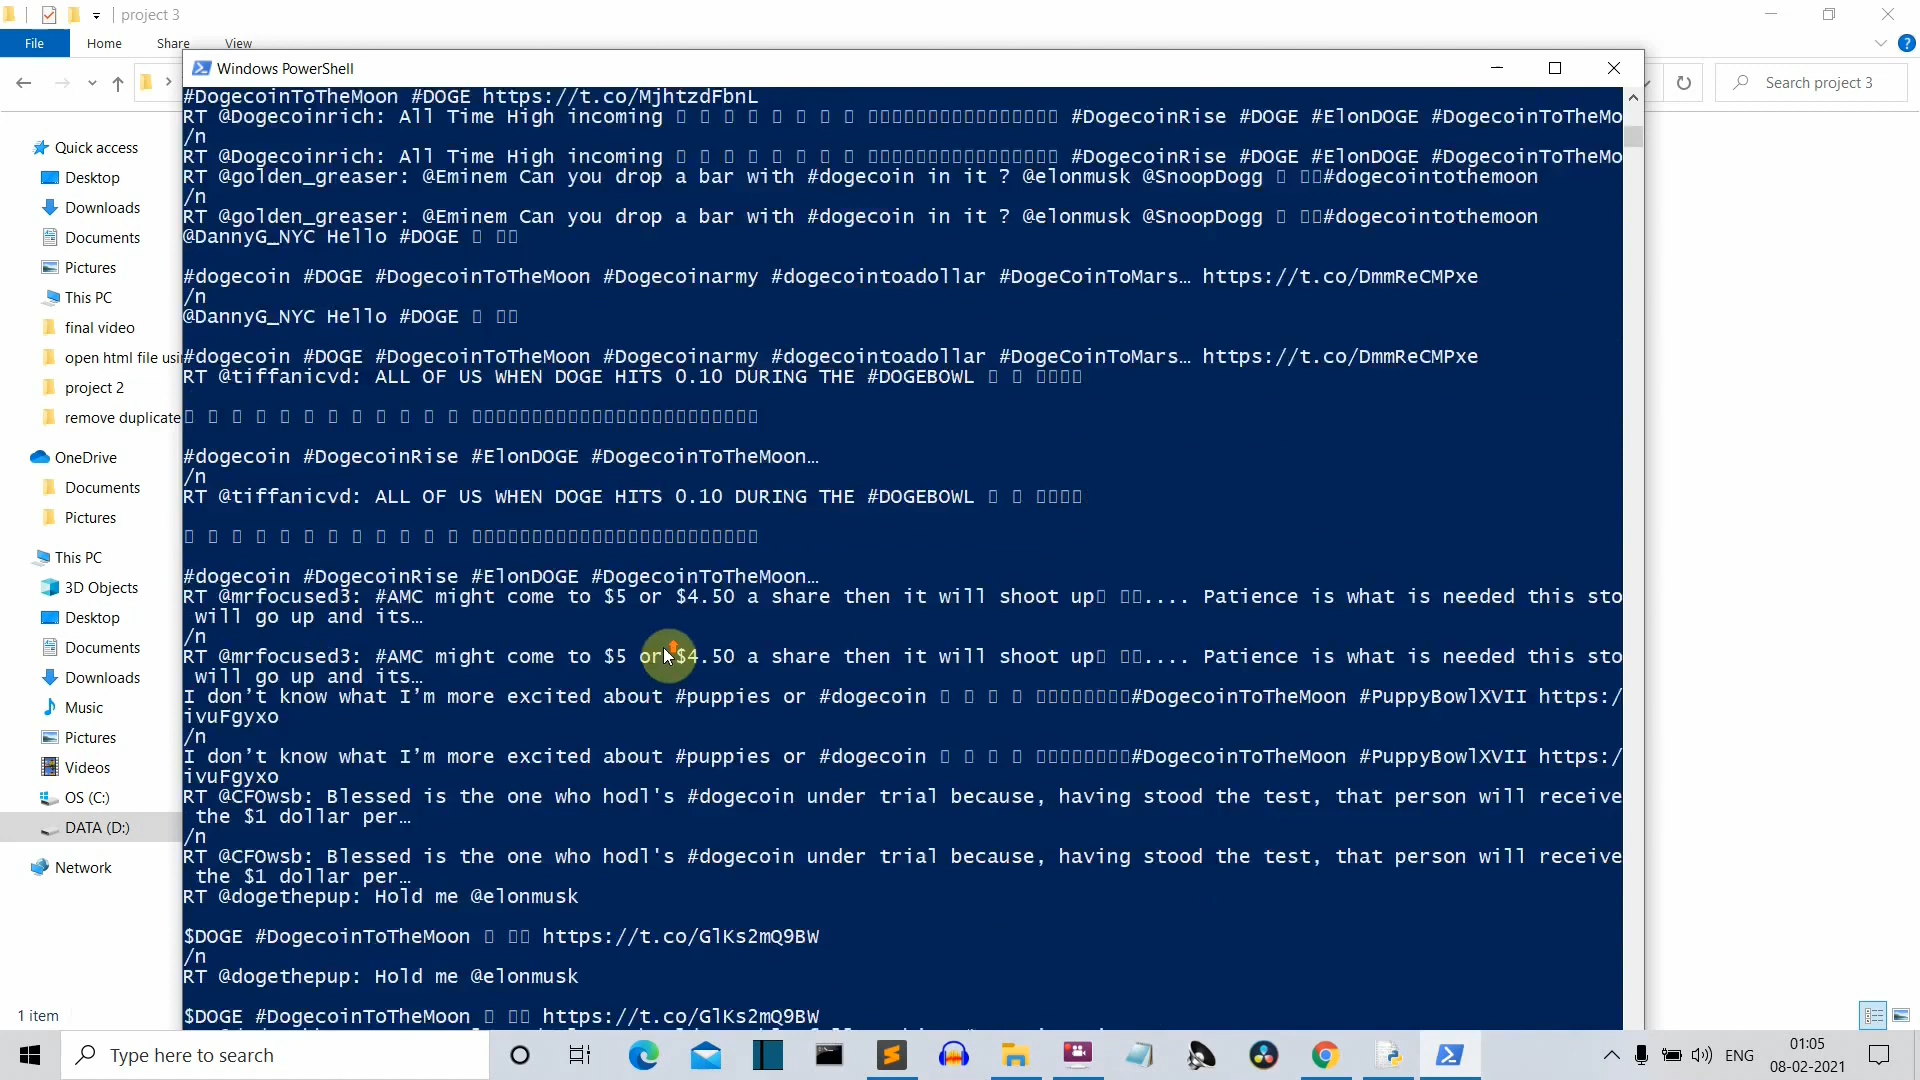 project 3
File Home Share View
Search project 3
Quick access
Desktop
Downloads
Documents
Pictures
This PC
final video
open html file usi
project 2
remove duplicate
OneDrive
Documents
Pictures
This PC
3D Objects
Desktop
Documents
Downloads
Music
Pictures
Videos
OS (C:)
DATA (D:)
Network
1 item
Windows PowerShell
#DogecoinToTheMoon #DOGE https://t.co/MjhtzdFbnL
RT @Dogecoinrich: All Time High incoming #DogecoinRise #DOGE #ElonDOGE #DogecoinToTheMo
/n
RT @Dogecoinrich: All Time High incoming #DogecoinRise #DOGE #ElonDOGE #DogecoinToTheMo
RT @golden_greaser: @Eminem Can you drop a bar with #dogecoin in it ? @elonmusk @SnoopDogg #dogecointothemoon
/n
RT @golden_greaser: @Eminem Can you drop a bar with #dogecoin in it ? @elonmusk @SnoopDogg #dogecointothemoon
@DannyG_NYC Hello #DOGE
#dogecoin #DOGE #DogecoinToTheMoon #Dogecoinarmy #dogecointoadollar #DogeCoinToMars… https://t.co/DmmReCMPxe
/n
@DannyG_NYC Hello #DOGE
#dogecoin #DOGE #DogecoinToTheMoon #Dogecoinarmy #dogecointoadollar #DogeCoinToMars… https://t.co/DmmReCMPxe
RT @tiffanicvd: ALL OF US WHEN DOGE HITS 0.10 DURING THE #DOGEBOWL
#dogecoin #DogecoinRise #ElonDOGE #DogecoinToTheMoon…
/n
RT @tiffanicvd: ALL OF US WHEN DOGE HITS 0.10 DURING THE #DOGEBOWL
#dogecoin #DogecoinRise #ElonDOGE #DogecoinToTheMoon…
RT @mrfocused3: #AMC might come to $5 or $4.50 a share then it will shoot up.... Patience is what is needed this sto
will go up and its…
/n
RT @mrfocused3: #AMC might come to $5 or $4.50 a share then it will shoot up.... Patience is what is needed this sto
will go up and its…
I don’t know what I’m more excited about #puppies or #dogecoin #DogecoinToTheMoon #PuppyBowlXVII https:/
ivuFgyxo
/n
I don’t know what I’m more excited about #puppies or #dogecoin #DogecoinToTheMoon #PuppyBowlXVII https:/
ivuFgyxo
RT @CFOwsb: Blessed is the one who hodl's #dogecoin under trial because, having stood the test, that person will receive
the $1 dollar per…
/n
RT @CFOwsb: Blessed is the one who hodl's #dogecoin under trial because, having stood the test, that person will receive
the $1 dollar per…
RT @dogethepup: Hold me @elonmusk
$DOGE #DogecoinToTheMoon https://t.co/GlKs2mQ9BW
/n
RT @dogethepup: Hold me @elonmusk
$DOGE #DogecoinToTheMoon https://t.co/GlKs2mQ9BW
Type here to search
ENG
01:05
08-02-2021